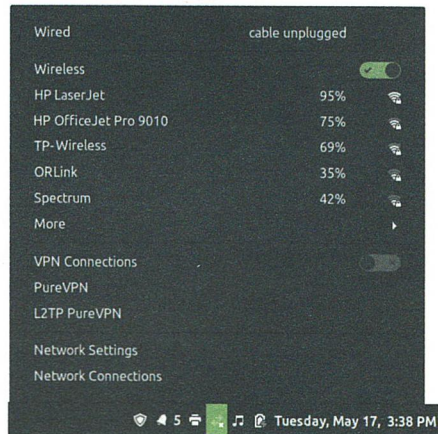 Wired cable unplugged
Wireless
HP LaserJet 95%
HP OfficeJet Pro 9010 75%
TP-Wireless 69%
ORLink 35%
Spectrum 42%
More
VPN Connections
PureVPN
L2TP PureVPN
Network Settings
Network Connections
5 Tuesday, May 17, 3:38 PM